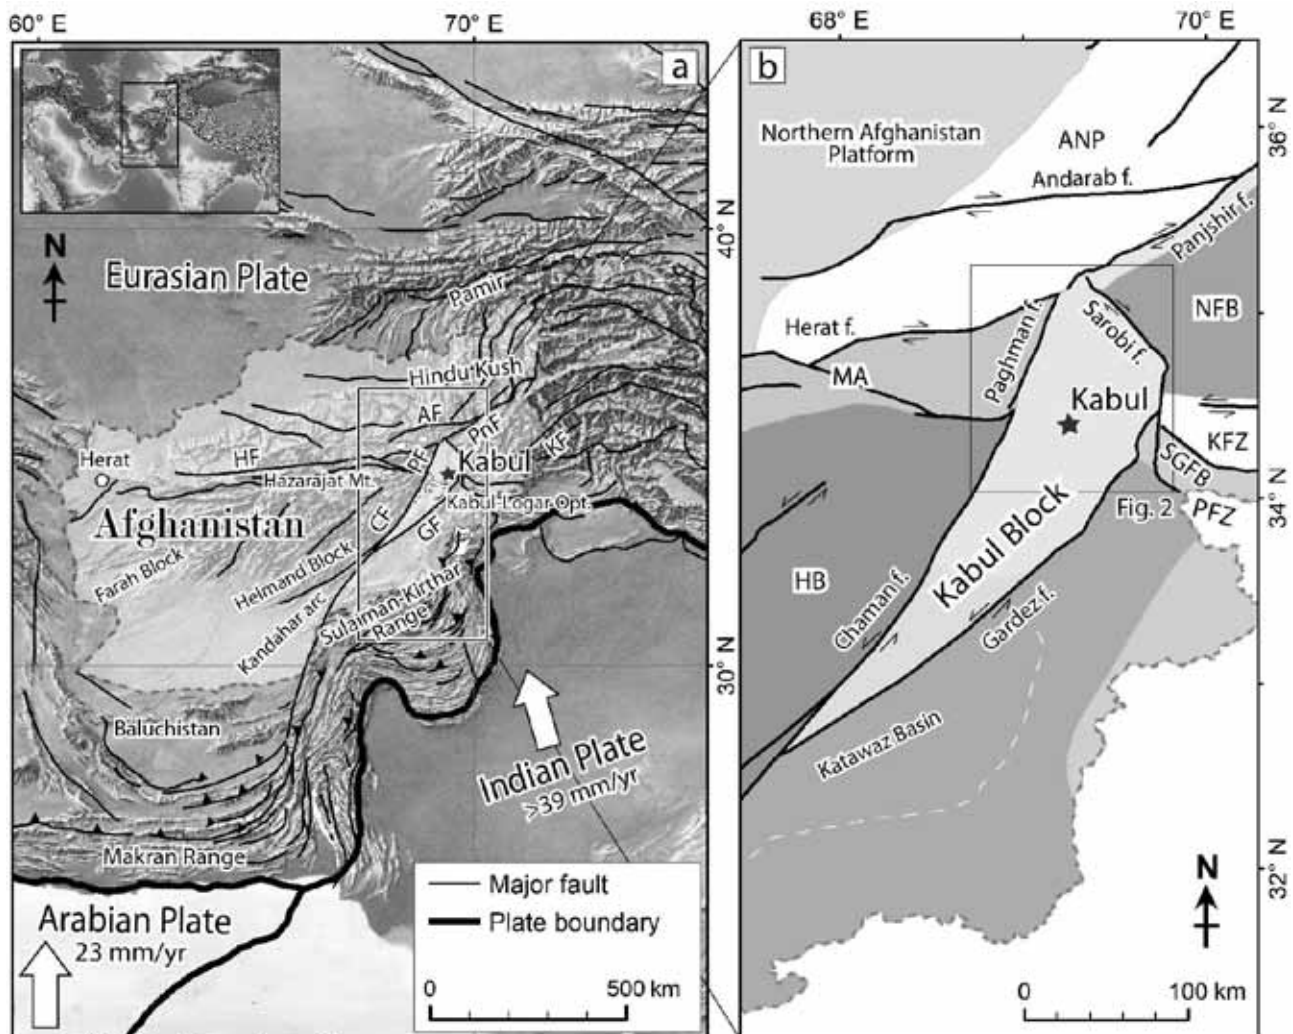 60° E
70° E
a
N
Eurasian Plate
40° N
Pamir
Hindu Kush
AF
PnF
HF
PF
KF
Herat
Kabul
Hazarajat Mt.
Kabul-Logar Opt.
Afghanistan
CF
GF
Farah Block
Helmand Block
Sulaiman-Kirthar
Range
Kandahar arc
30° N
Baluchistan
Indian Plate
>39 mm/yr
Makran Range
Arabian Plate
23 mm/yr
Major fault
Plate boundary
0
500 km
68° E
70° E
b
Northern Afghanistan
Platform
ANP
36° N
Andarab f.
Panjshir f.
Herat f.
NFB
Paghman f.
Sarobi f.
MA
Kabul
KFZ
SGFB
34° N
Fig. 2
PFZ
Kabul Block
HB
Chaman f.
Gardez f.
Katawaz Basin
32° N
N
0
100 km